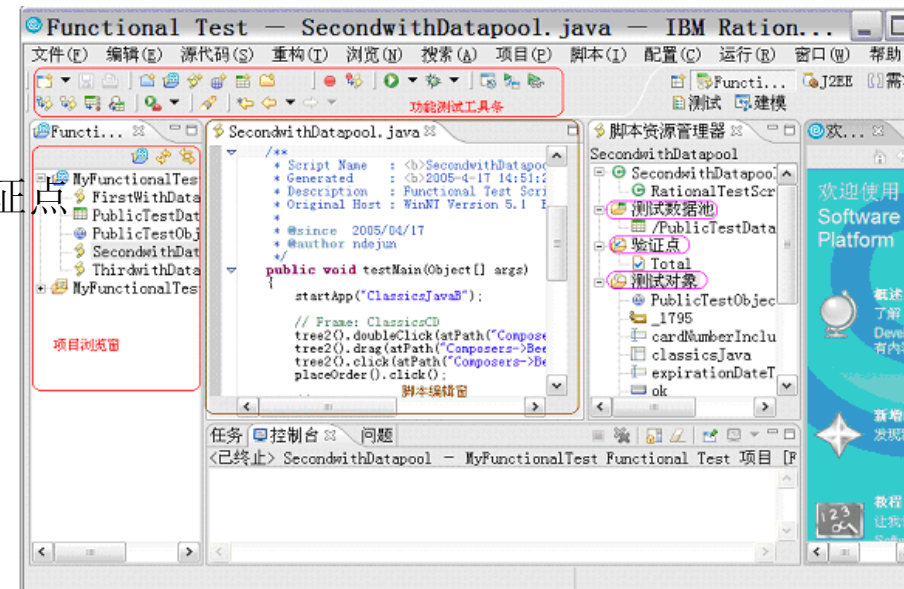 Functional Test — SecondwithDatapool.java — IBM Ration...
文件(F) 编辑(E) 源代码(S) 重构(T) 浏览(N) 搜索(A) 项目(P) 脚本(I) 配置(C) 运行(R) 窗口(W) 帮助
功能测试工具条
Functi... J2EE 需
测试 建模
Functi...
MyFunctionalTes
FirstWithData
PublicTestDat
PublicTestObj
SecondwithDat
ThirdwithData
MyFunctionalTes
项目浏览窗
证点
SecondwithDatapool.java
/**
* Script Name : <b>SecondwithDatapoo
* Generated : <b>2005-4-17 14:51:2
* Description : Functional Test Scri
* Original Host : WinNT Version 5.1
*
* @since 2005/04/17
* @author ndejun
*/
public void testMain(Object[] args)
{
startApp("ClassicsJavaB");
// Frame: ClassicsCD
tree2().doubleClick(atPath("Compose
tree2().drag(atPath("Composers->Bee
tree2().click(atPath("Composers->Be
placeOrder().click();
//
脚本编辑窗
脚本资源管理器
SecondwithDatapool
SecondwithDatapool
RationalTestScr
测试数据池
/PublicTestData
验证点
Total
测试对象
PublicTestObjec
_1795
cardNumberInclu
classicsJava
expirationDateT
ok
欢...
欢迎使用
Software
Platform
概述
了解
Deve
有内容
新增
发现
教程
让我
Softw
任务 控制台 问题
<已终止> SecondwithDatapool - MyFunctionalTest Functional Test 项目 [F